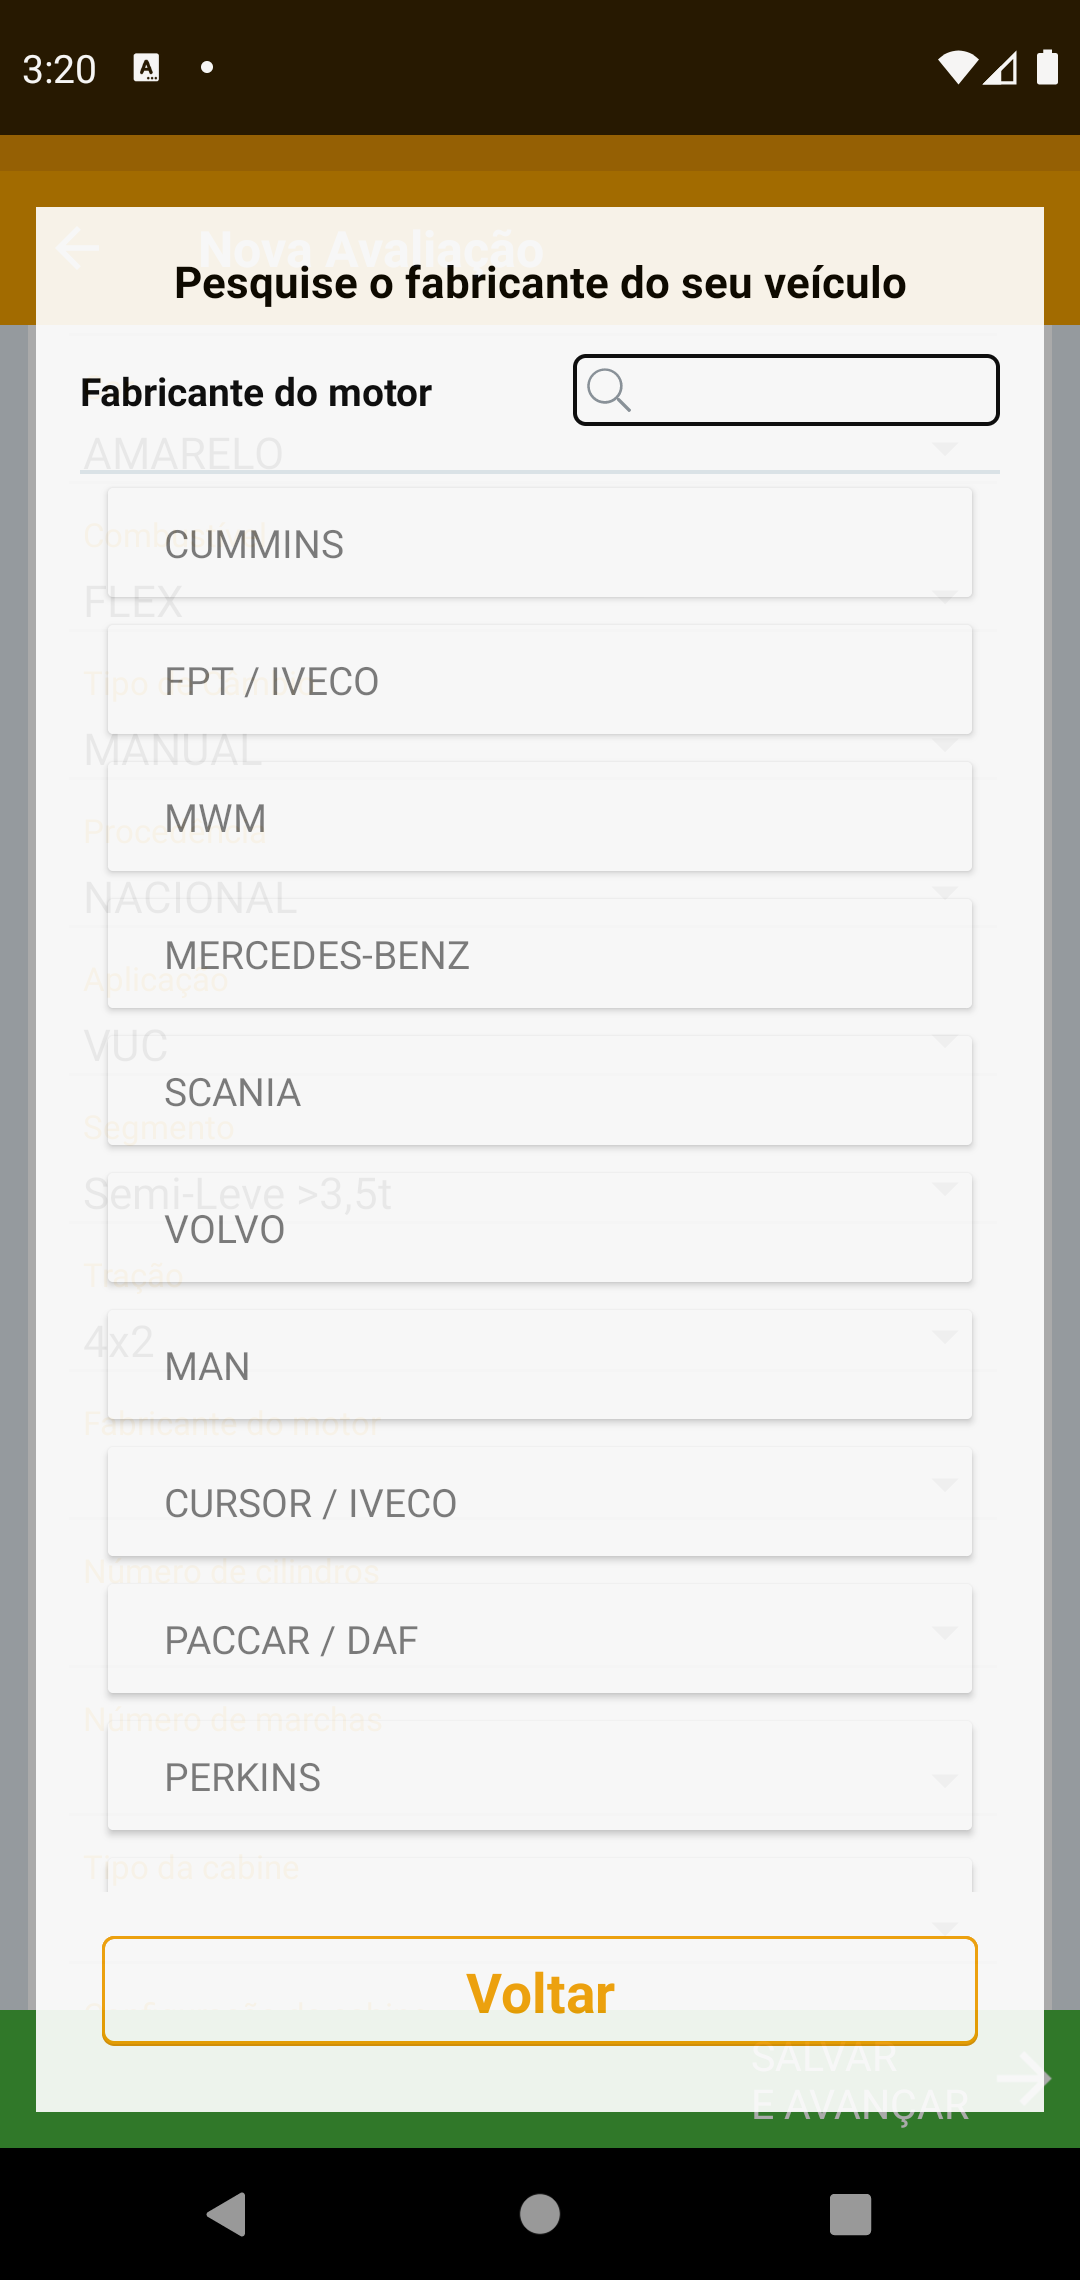 3:20
Nova Avaliação
Pesquise o fabricante do seu veículo
Fabricante do motor
AMARELO
CUMMINS
FLEX
FPT / IVECO
MANUAL
MWM
Procedência
NACIONAL
MERCEDES-BENZ
Aplicação
VUC
SCANIA
Segmento
Semi-Leve >3,5t
VOLVO
Tração
4x2
MAN
Fabricante do motor
CURSOR / IVECO
Número de cilindros
PACCAR / DAF
Número de marchas
PERKINS
Tipo da cabine
Voltar
SALVAR
E AVANÇAR